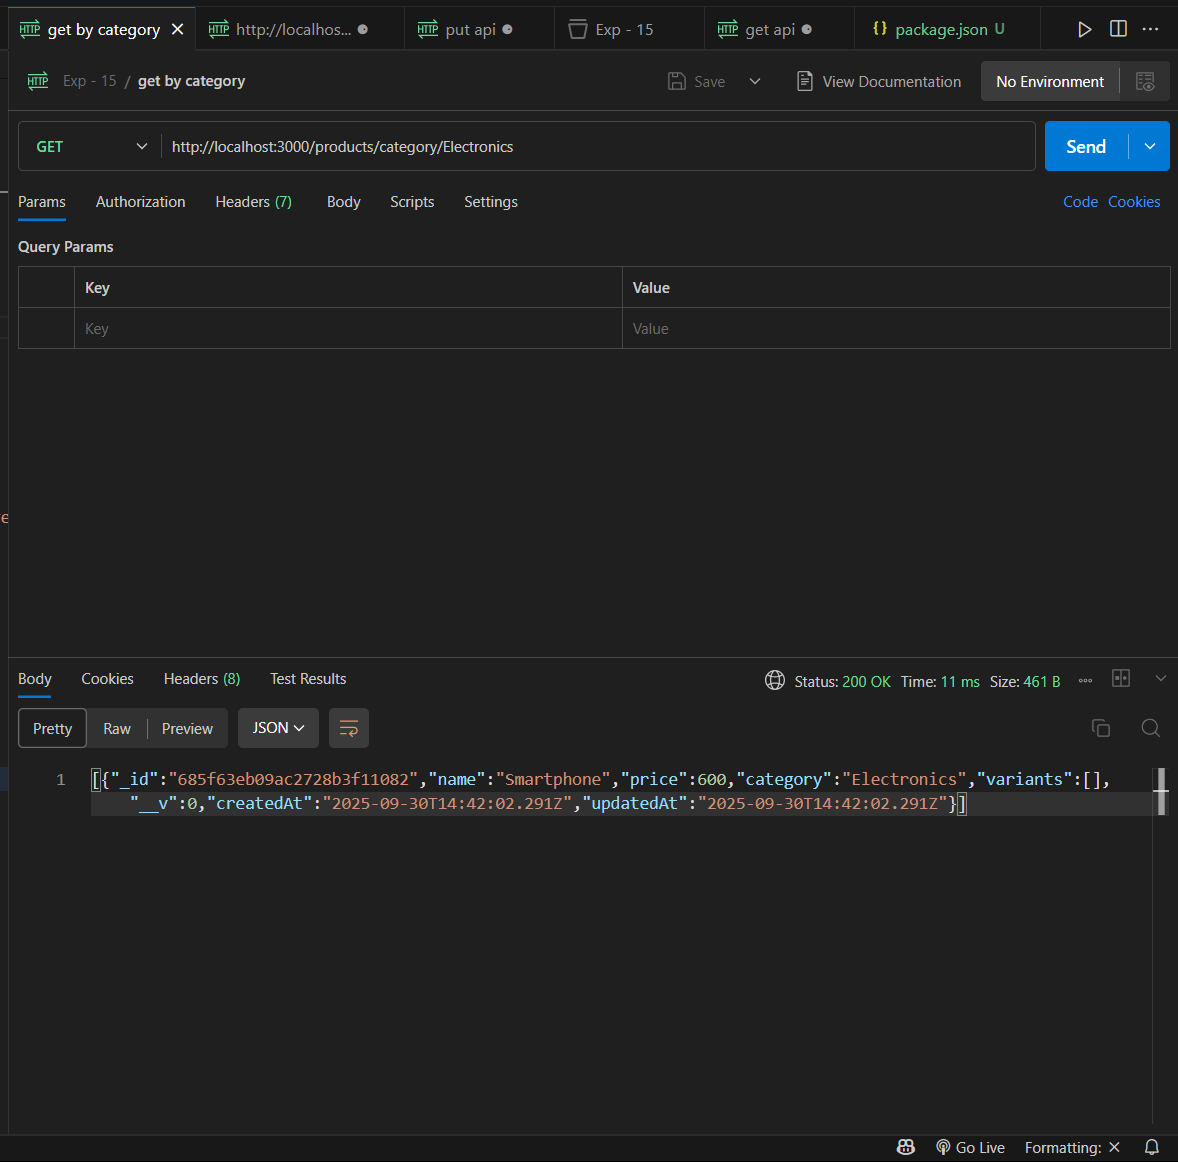 HTTP get by category HTTP http://localhos... HTTP put api Exp - 15 HTTP get api {} package.json U
HTTP Exp - 15 / get by category Save View Documentation No Environment
GET http://localhost:3000/products/category/Electronics Send
Params Authorization Headers (7) Body Scripts Settings Code Cookies
Query Params
Key Value
Key Value
e
Body Cookies Headers (8) Test Results Status: 200 OK Time: 11 ms Size: 461 B
Pretty Raw Preview JSON
1 [{"_id":"685f63eb09ac2728b3f11082","name":"Smartphone","price":600,"category":"Electronics","variants":[],
"__v":0,"createdAt":"2025-09-30T14:42:02.291Z","updatedAt":"2025-09-30T14:42:02.291Z"}]
Go Live Formatting: